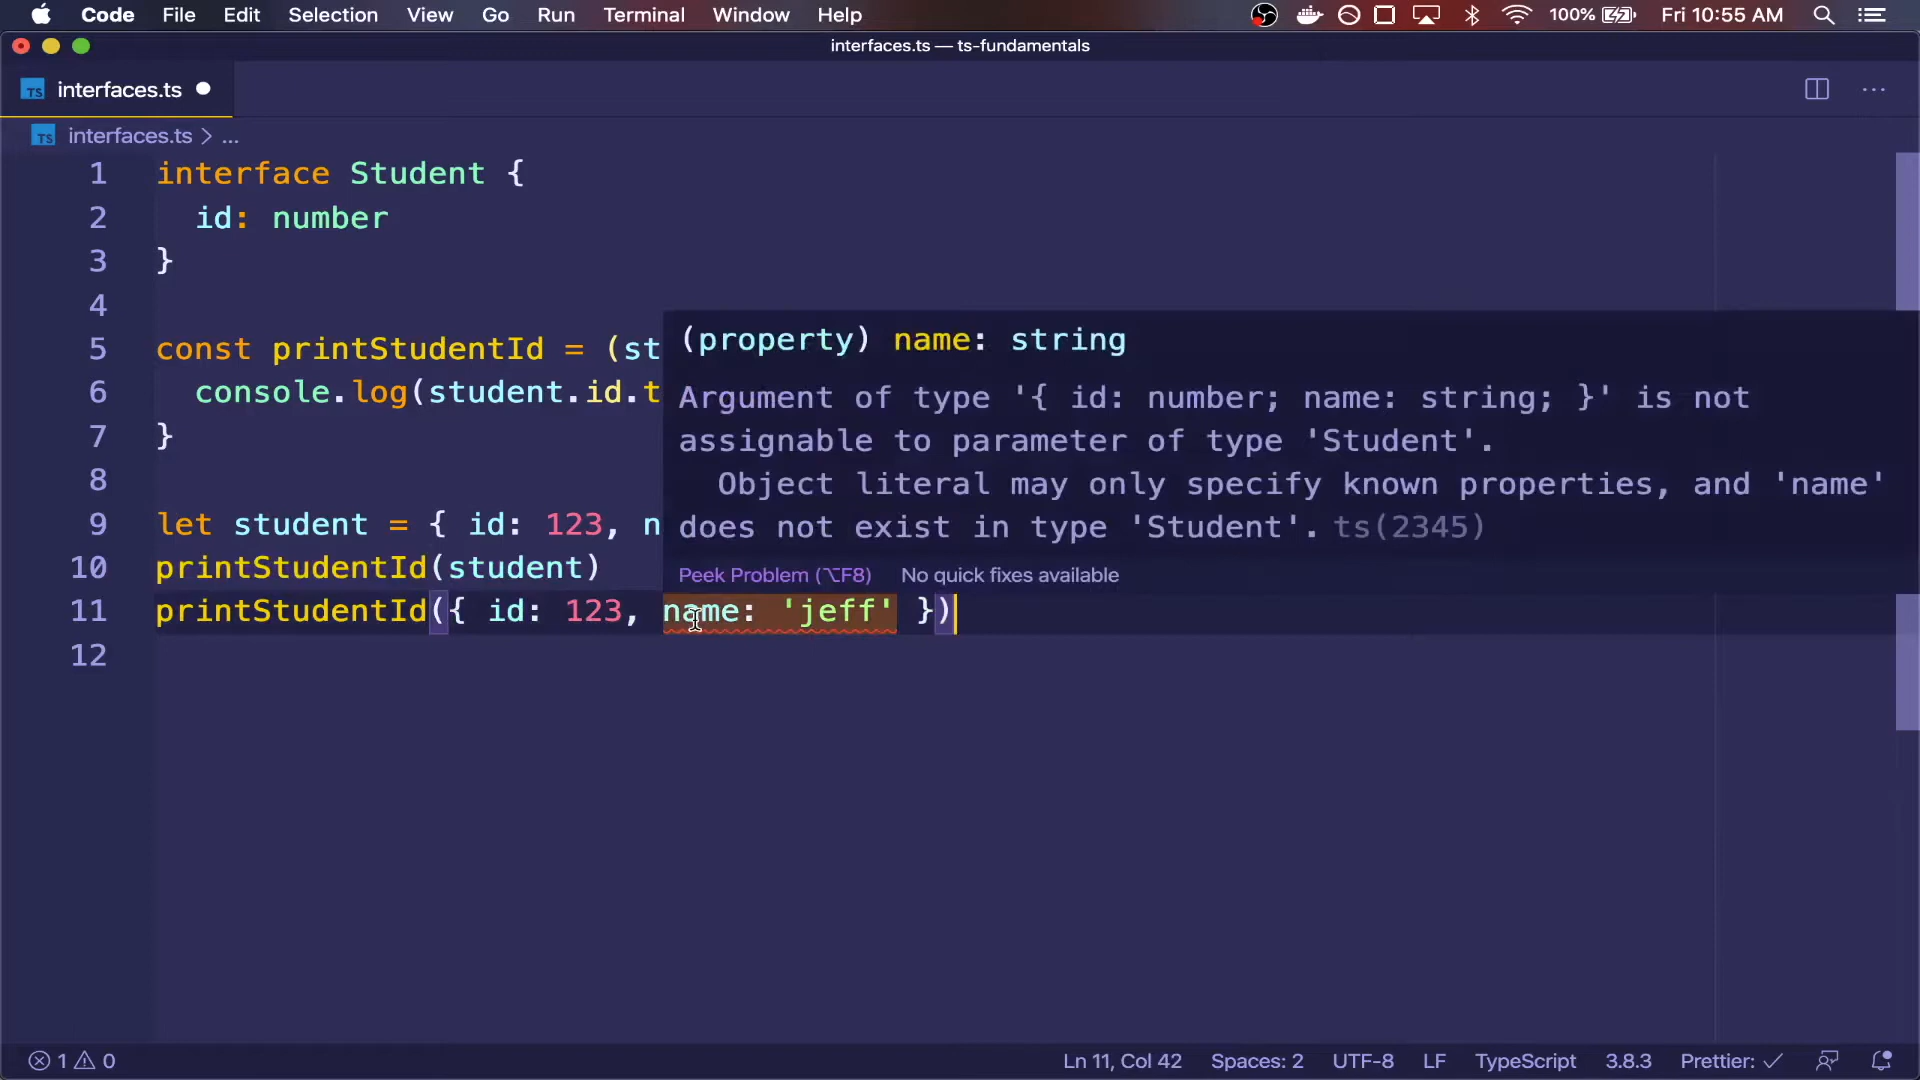 Code File Edit Selection View Go Run Terminal Window Help 100% Fri 10:55 AM
interfaces.ts — ts-fundamentals
TS interfaces.ts
TS interfaces.ts > ...
1 interface Student {
2 id: number
3 }
4
5 const printStudentId = (st
6 console.log(student.id.t
7 }
8
9 let student = { id: 123, n
10 printStudentId(student)
11 printStudentId({ id: 123, name: 'jeff' })
12
(property) name: string
Argument of type '{ id: number; name: string; }' is not
assignable to parameter of type 'Student'.
Object literal may only specify known properties, and 'name'
does not exist in type 'Student'. ts(2345)
Peek Problem (⌥F8) No quick fixes available
1 0 Ln 11, Col 42 Spaces: 2 UTF-8 LF TypeScript 3.8.3 Prettier: ✓